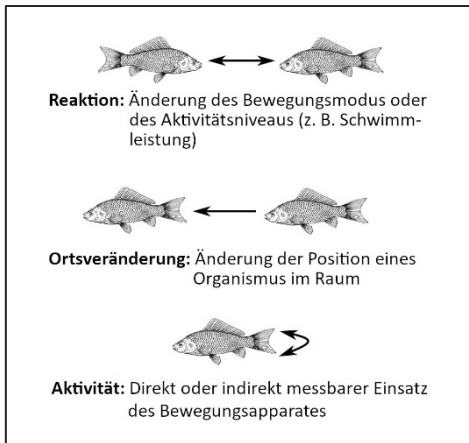 Reaktion: Änderung des Bewegungsmodus oder
des Aktivitätsniveaus (z. B. Schwimm-
leistung)
Ortsveränderung: Änderung der Position eines
Organismus im Raum
Aktivität: Direkt oder indirekt messbarer Einsatz
des Bewegungsapparates